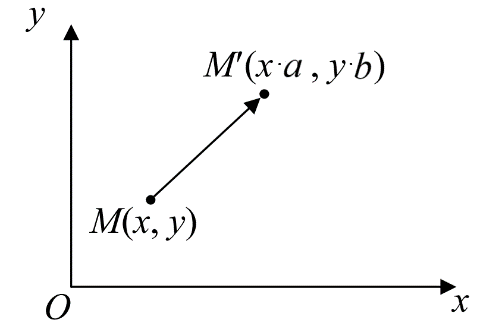 y
M′(x·a , y·b)
M(x, y)
O
x